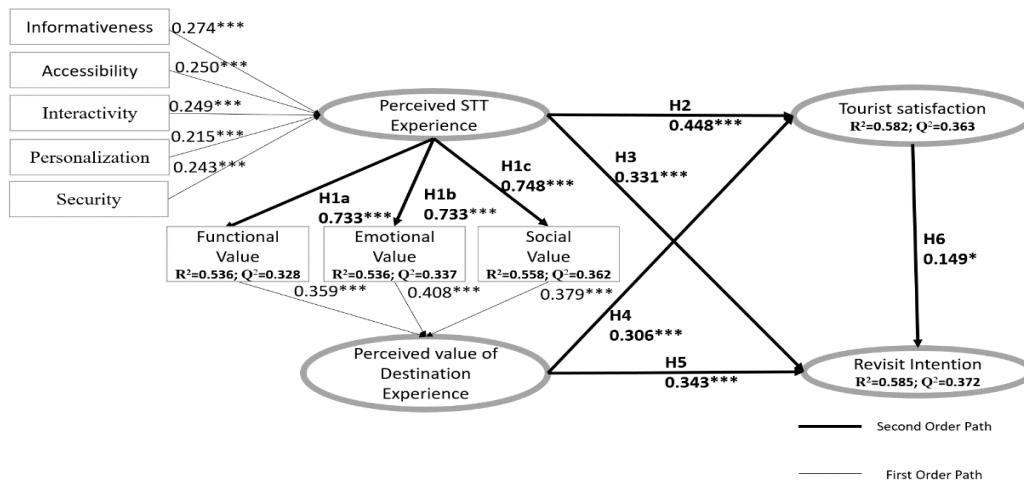 Informativeness
0.274***
Accessibility
0.250***
Interactivity
0.249***
Personalization
0.215***
Security
0.243***
Perceived STT
Experience
H2
0.448***
Tourist satisfaction
R²=0.582; Q²=0.363
H3
0.331***
H1a
0.733***
H1b
0.733***
H1c
0.748***
Functional
Value
R²=0.536; Q²=0.328
Emotional
Value
R²=0.536; Q²=0.337
Social
Value
R²=0.558; Q²=0.362
H6
0.149*
0.359***
0.408***
0.379***
H4
0.306***
Perceived value of
Destination
Experience
H5
0.343***
Revisit Intention
R²=0.585; Q²=0.372
Second Order Path
First Order Path